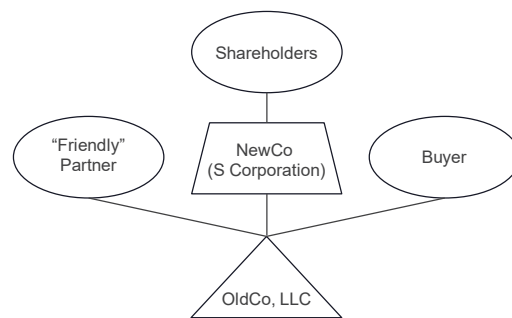 Shareholders
“Friendly”
Partner
NewCo
(S Corporation)
Buyer
OldCo, LLC